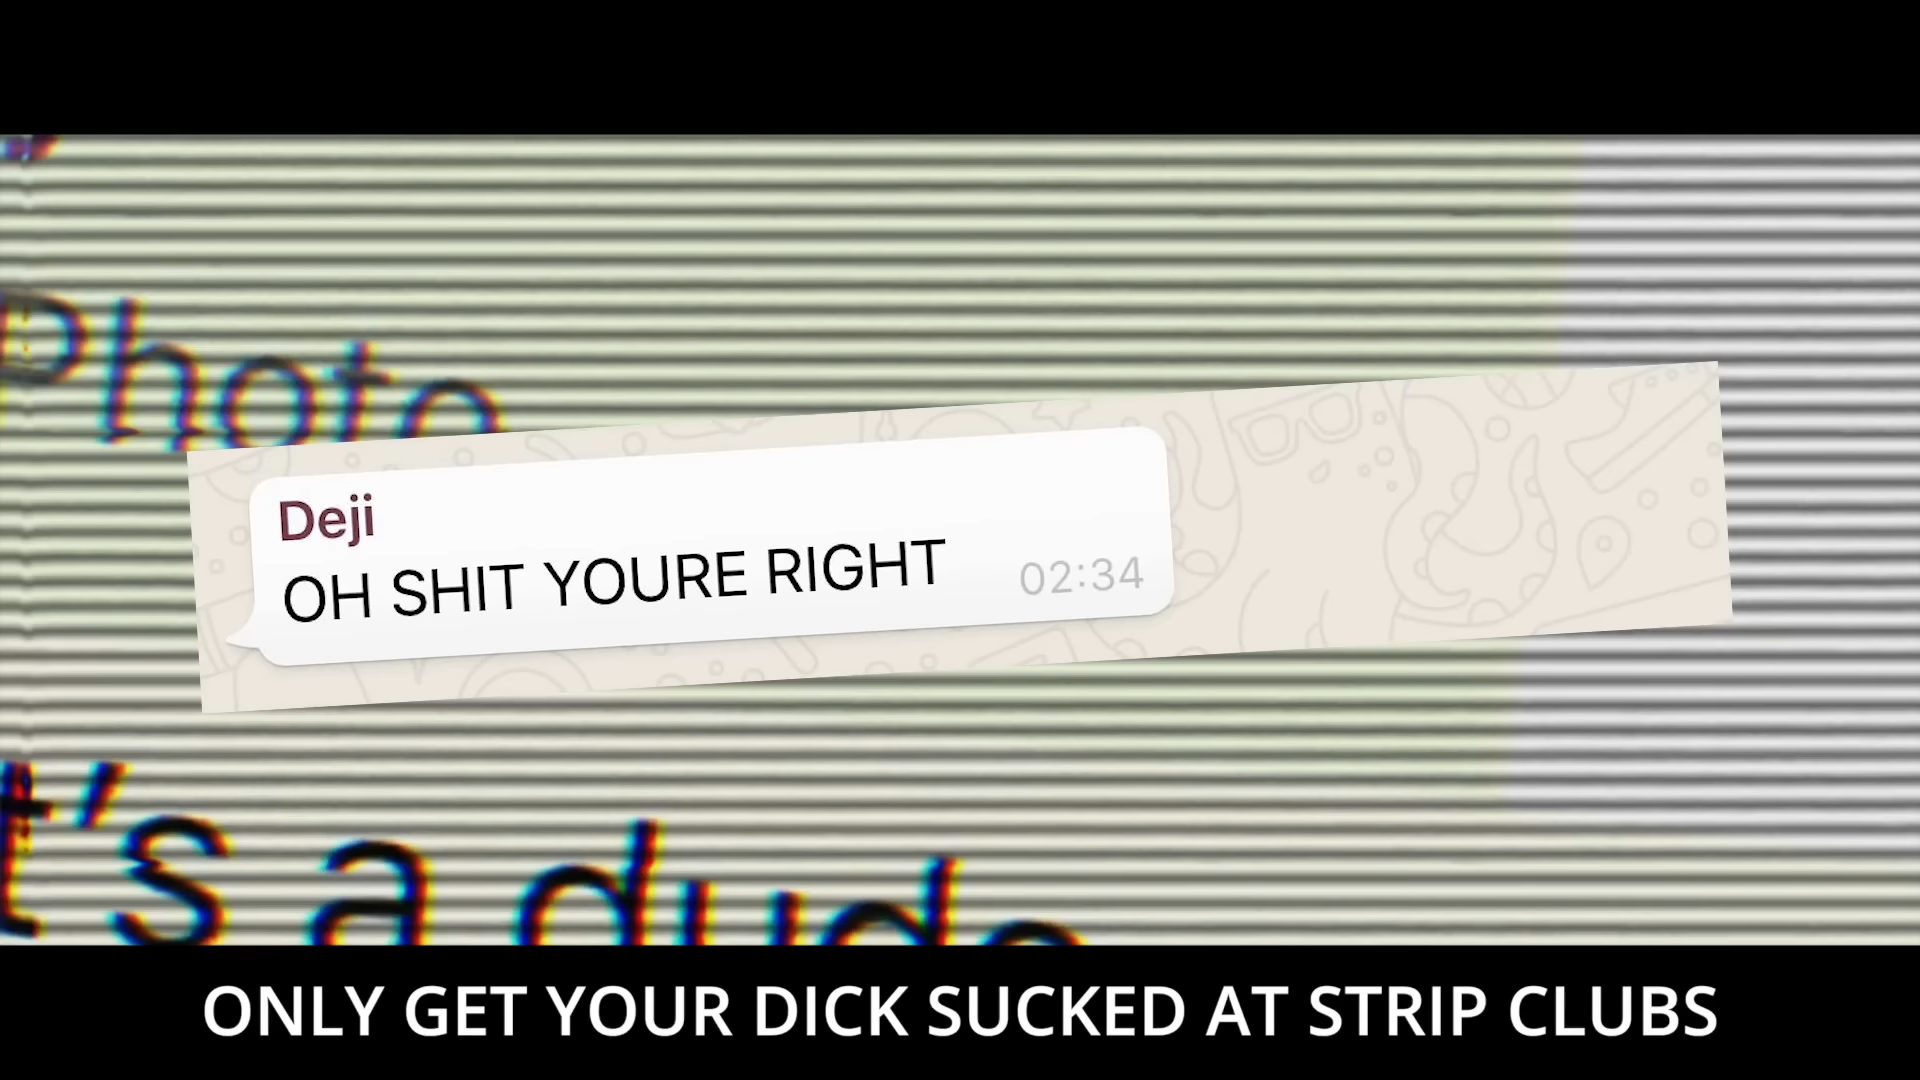 Photo
t's a dude
Deji
OH SHIT YOURE RIGHT
02:34
ONLY GET YOUR DICK SUCKED AT STRIP CLUBS